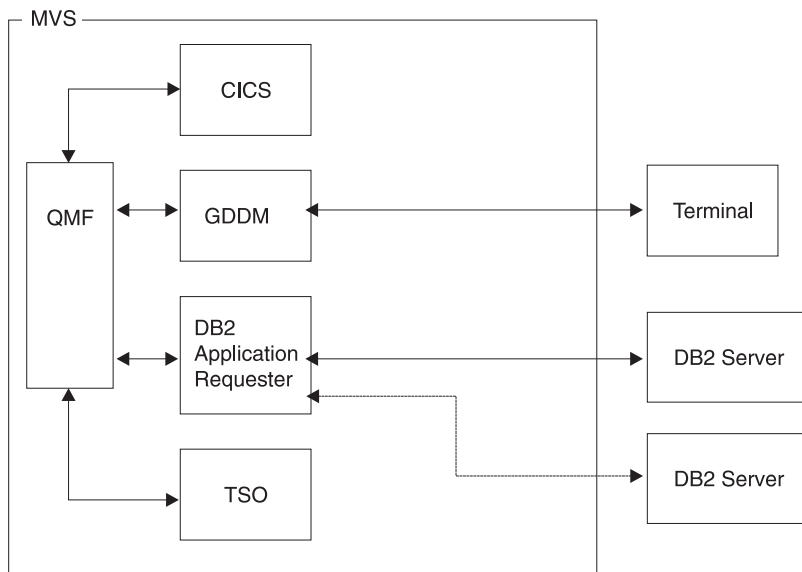 MVS
CICS
QMF
GDDM
Terminal
DB2
Application
Requester
DB2 Server
DB2 Server
TSO